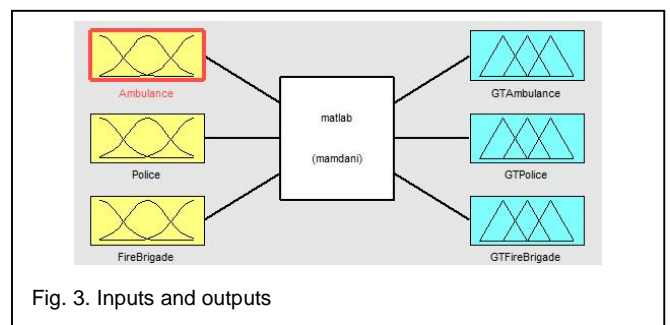 Ambulance
GTAmbulance
matlab
(mamdani)
Police
GTPolice
FireBrigade
GTFireBrigade
Fig. 3. Inputs and outputs